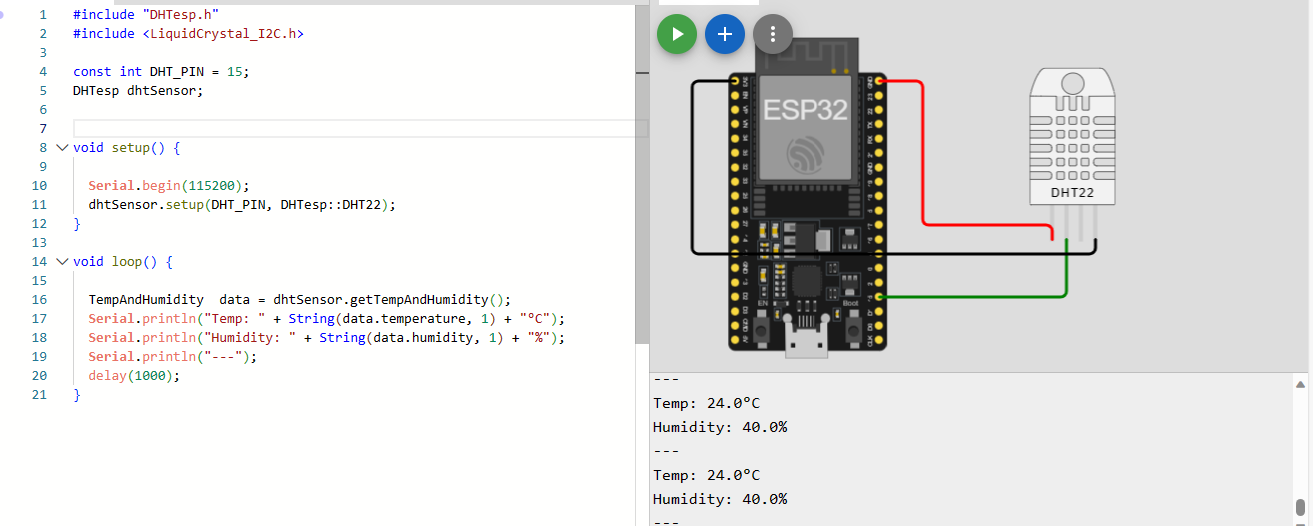 1 #include "DHTesp.h"
2 #include <LiquidCrystal_I2C.h>
3
4 const int DHT_PIN = 15;
5 DHTesp dhtSensor;
6
7
8 void setup() {
9
10 Serial.begin(115200);
11 dhtSensor.setup(DHT_PIN, DHTesp::DHT22);
12 }
13
14 void loop() {
15
16 TempAndHumidity  data = dhtSensor.getTempAndHumidity();
17 Serial.println("Temp: " + String(data.temperature, 1) + "°C");
18 Serial.println("Humidity: " + String(data.humidity, 1) + "%");
19 Serial.println("---");
20 delay(1000);
21 }
ESP32
EN
Boot
DHT22
---
Temp: 24.0°C
Humidity: 40.0%
---
Temp: 24.0°C
Humidity: 40.0%
---